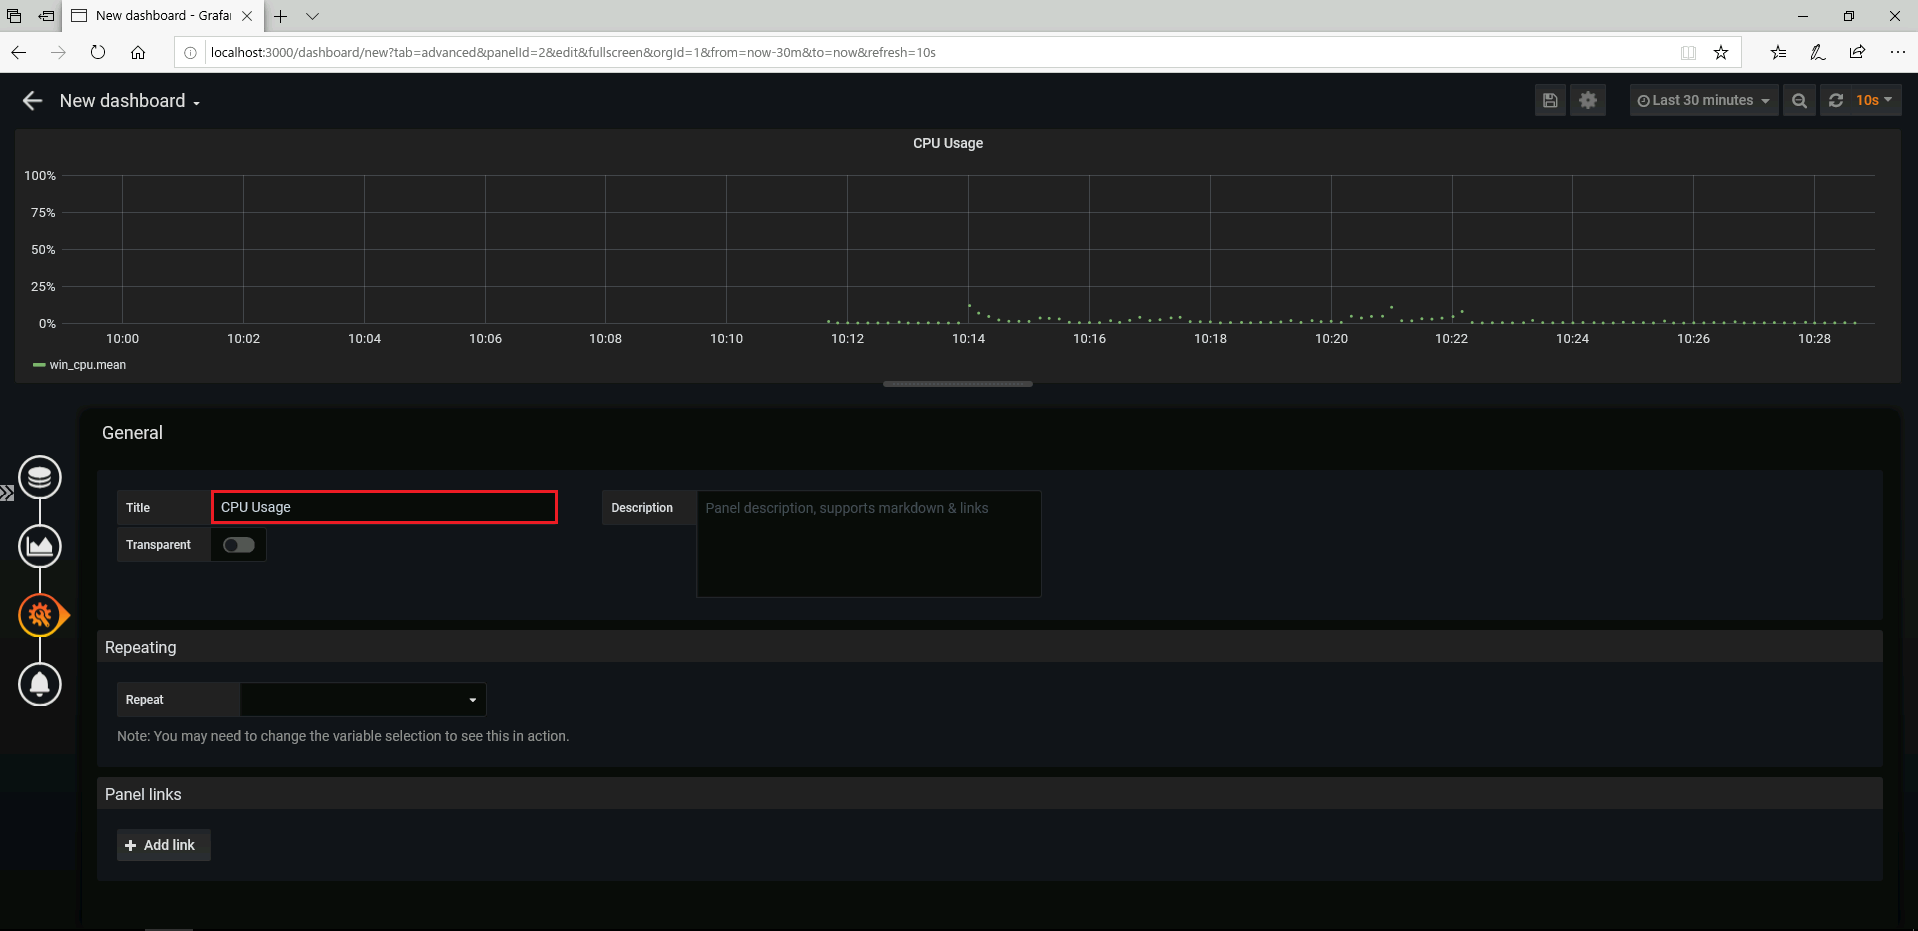 New dashboard - Grafa
localhost:3000/dashboard/new?tab=advanced&panelId=2&edit&fullscreen&orgId=1&from=now-30m&to=now&refresh=10s
New dashboard
Last 30 minutes
10s
CPU Usage
100%
75%
50%
25%
0%
10:00 10:02 10:04 10:06 10:08 10:10 10:12 10:14 10:16 10:18 10:20 10:22 10:24 10:26 10:28
win_cpu.mean
General
Title
CPU Usage
Description
Panel description, supports markdown & links
Transparent
Repeating
Repeat
Note: You may need to change the variable selection to see this in action.
Panel links
+ Add link